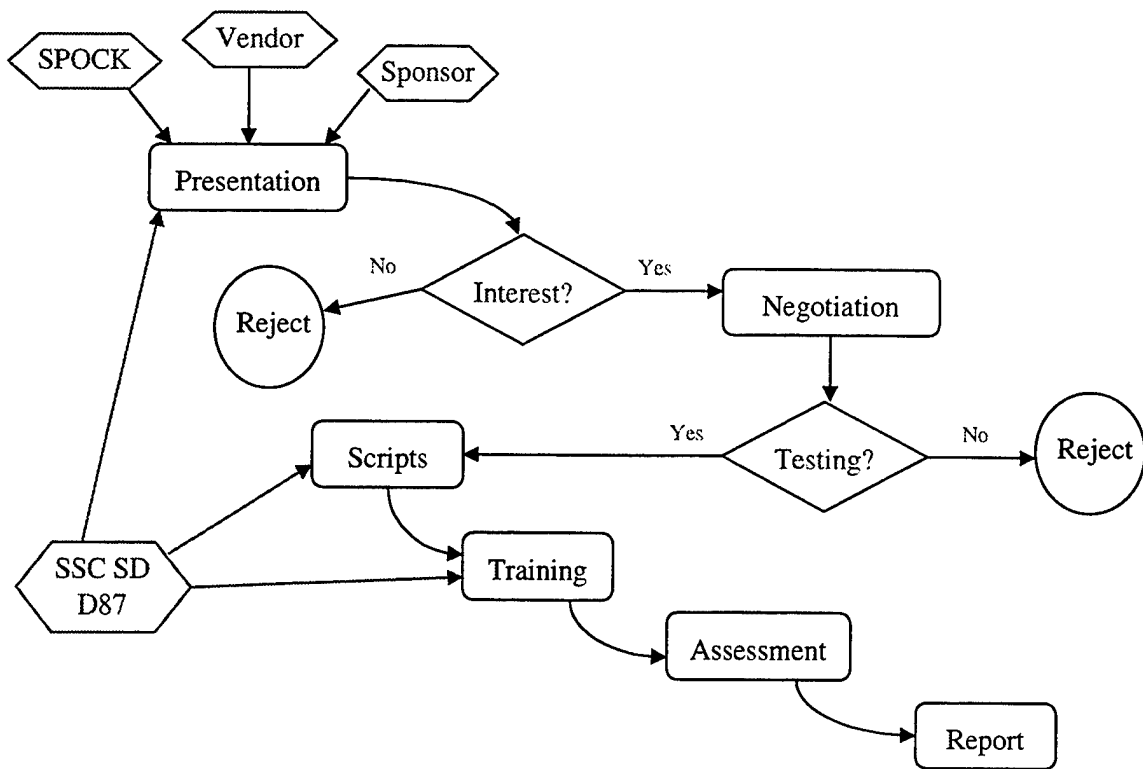 SPOCK
Vendor
Sponsor
Presentation
No
Interest?
Yes
Reject
Negotiation
Scripts
Yes
Testing?
No
Reject
SSC SD
D87
Training
Assessment
Report